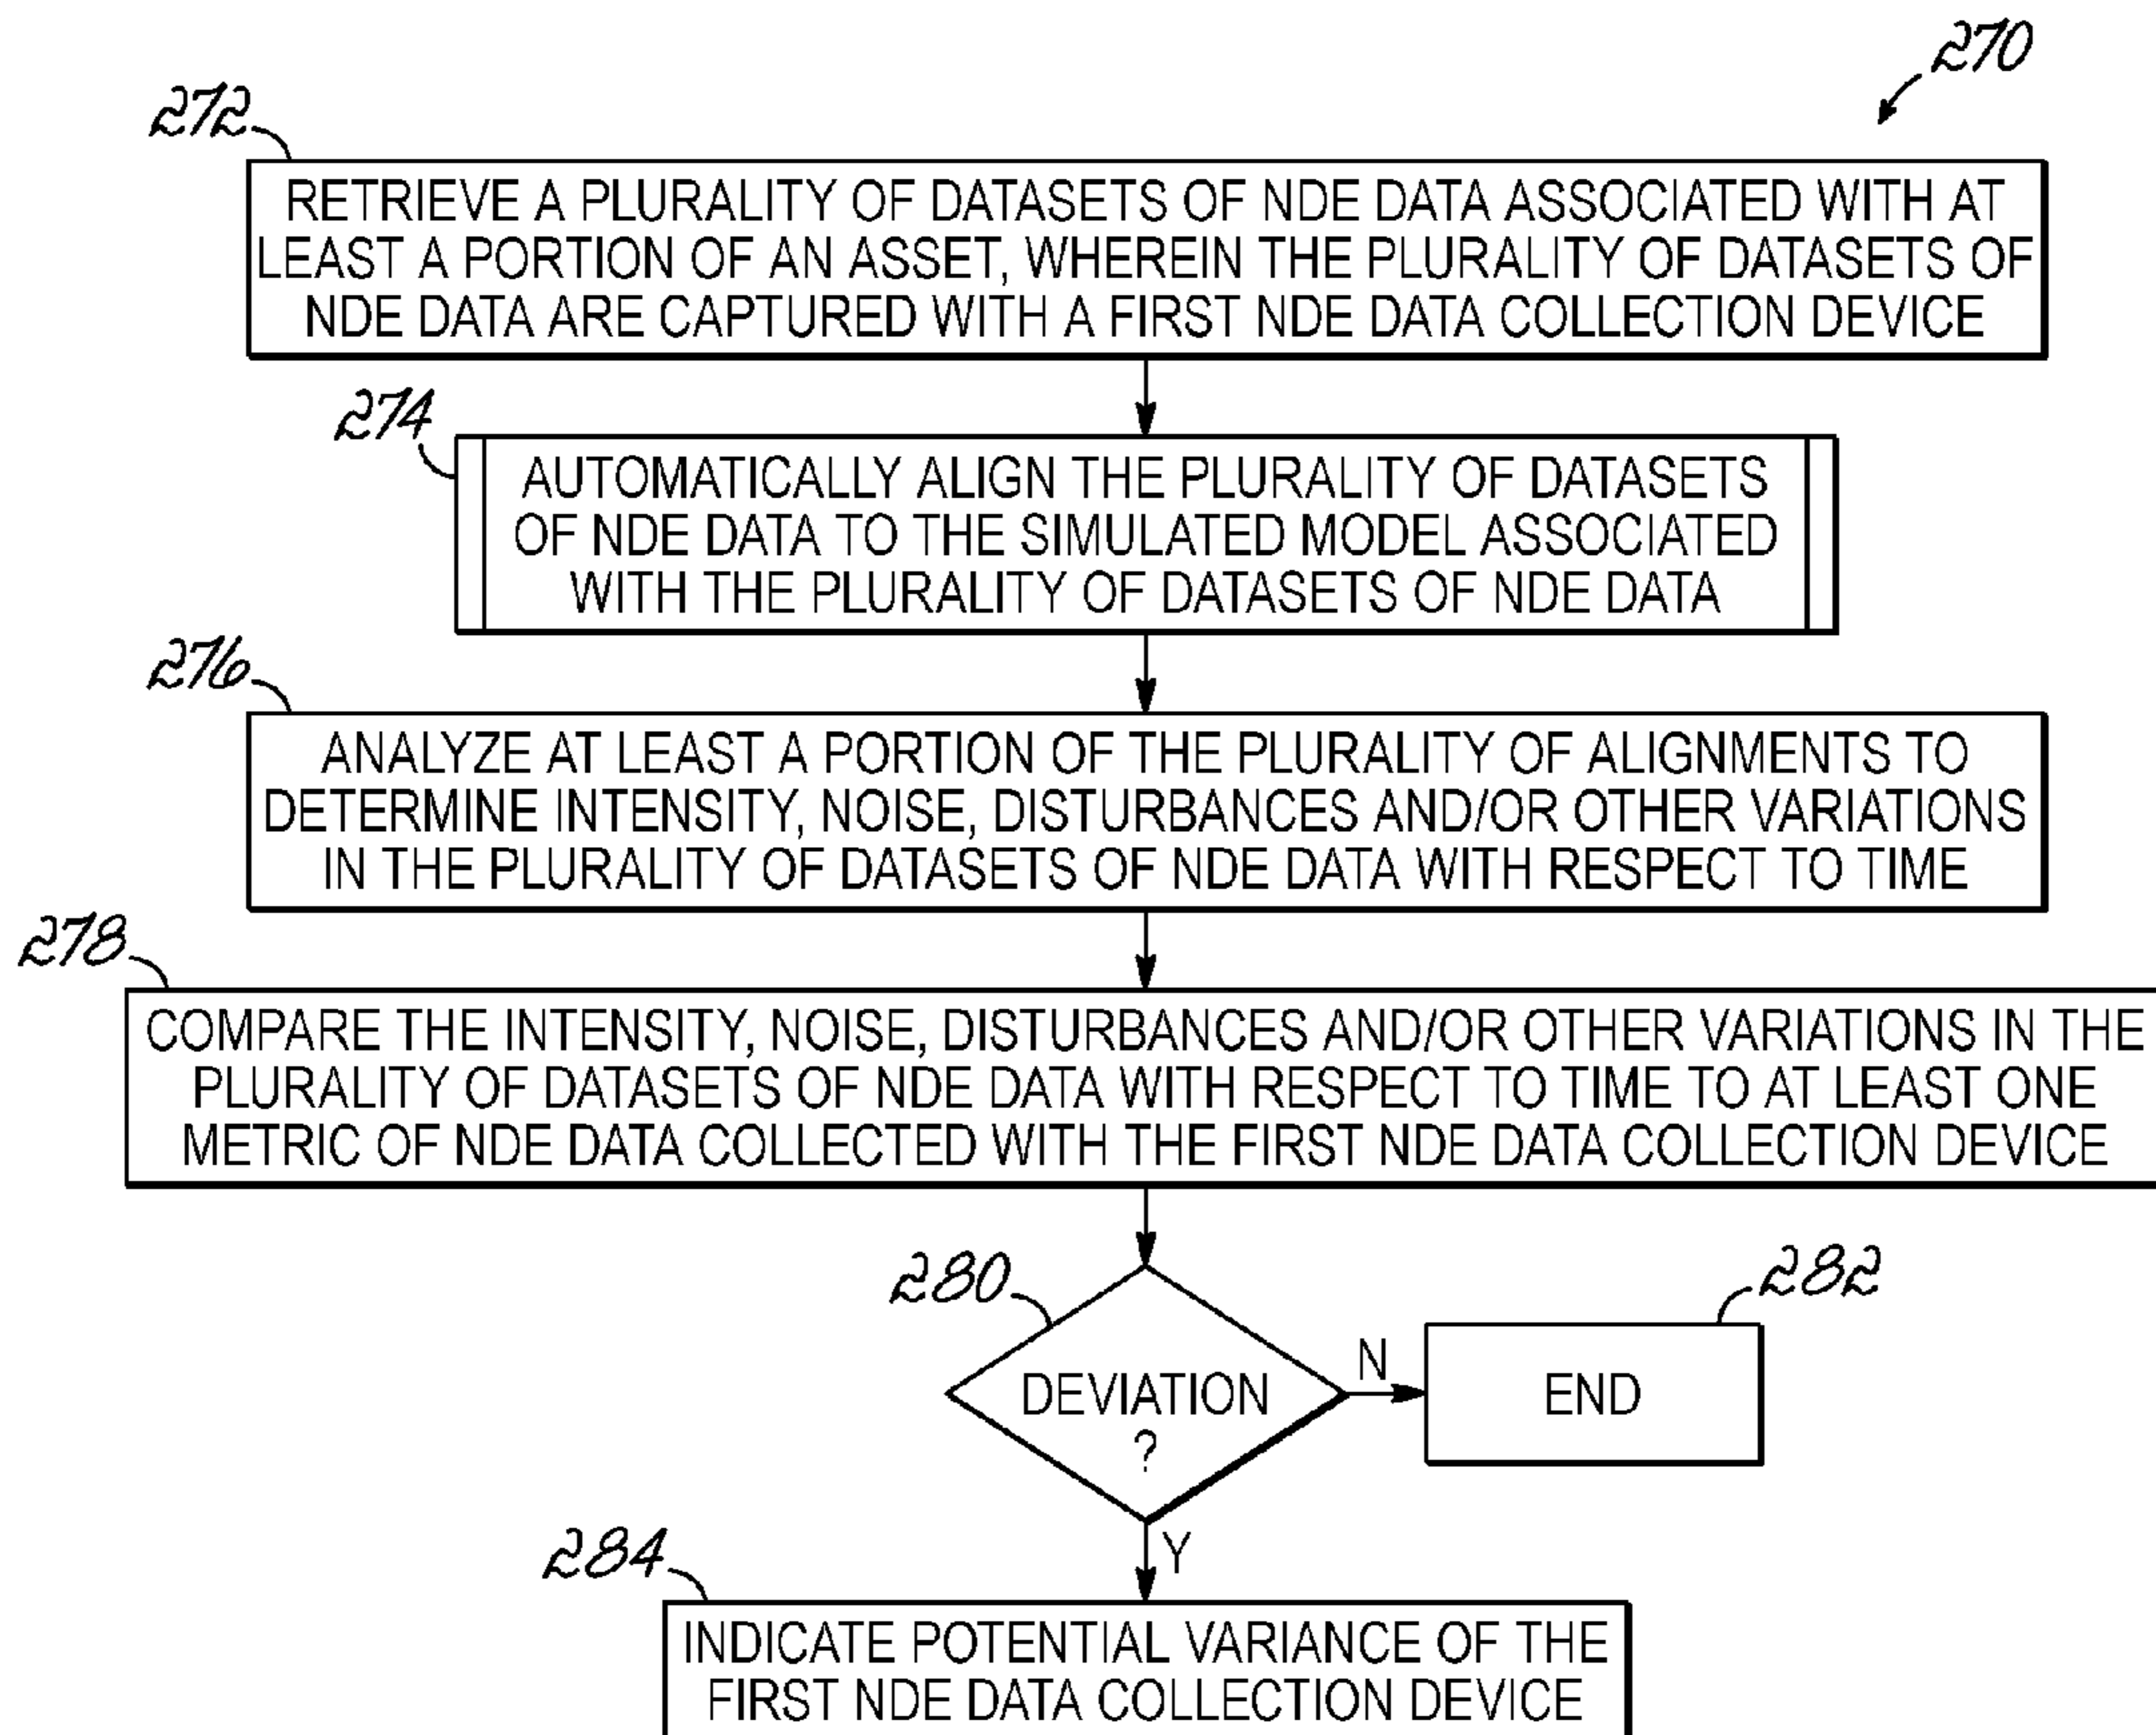 270
272
RETRIEVE A PLURALITY OF DATASETS OF NDE DATA ASSOCIATED WITH AT
LEAST A PORTION OF AN ASSET, WHEREIN THE PLURALITY OF DATASETS OF
NDE DATA ARE CAPTURED WITH A FIRST NDE DATA COLLECTION DEVICE
274
AUTOMATICALLY ALIGN THE PLURALITY OF DATASETS
OF NDE DATA TO THE SIMULATED MODEL ASSOCIATED
WITH THE PLURALITY OF DATASETS OF NDE DATA
276
ANALYZE AT LEAST A PORTION OF THE PLURALITY OF ALIGNMENTS TO
DETERMINE INTENSITY, NOISE, DISTURBANCES AND/OR OTHER VARIATIONS
IN THE PLURALITY OF DATASETS OF NDE DATA WITH RESPECT TO TIME
278
COMPARE THE INTENSITY, NOISE, DISTURBANCES AND/OR OTHER VARIATIONS IN THE
PLURALITY OF DATASETS OF NDE DATA WITH RESPECT TO TIME TO AT LEAST ONE
METRIC OF NDE DATA COLLECTED WITH THE FIRST NDE DATA COLLECTION DEVICE
280
DEVIATION
?
N
282
END
Y
284
INDICATE POTENTIAL VARIANCE OF THE
FIRST NDE DATA COLLECTION DEVICE